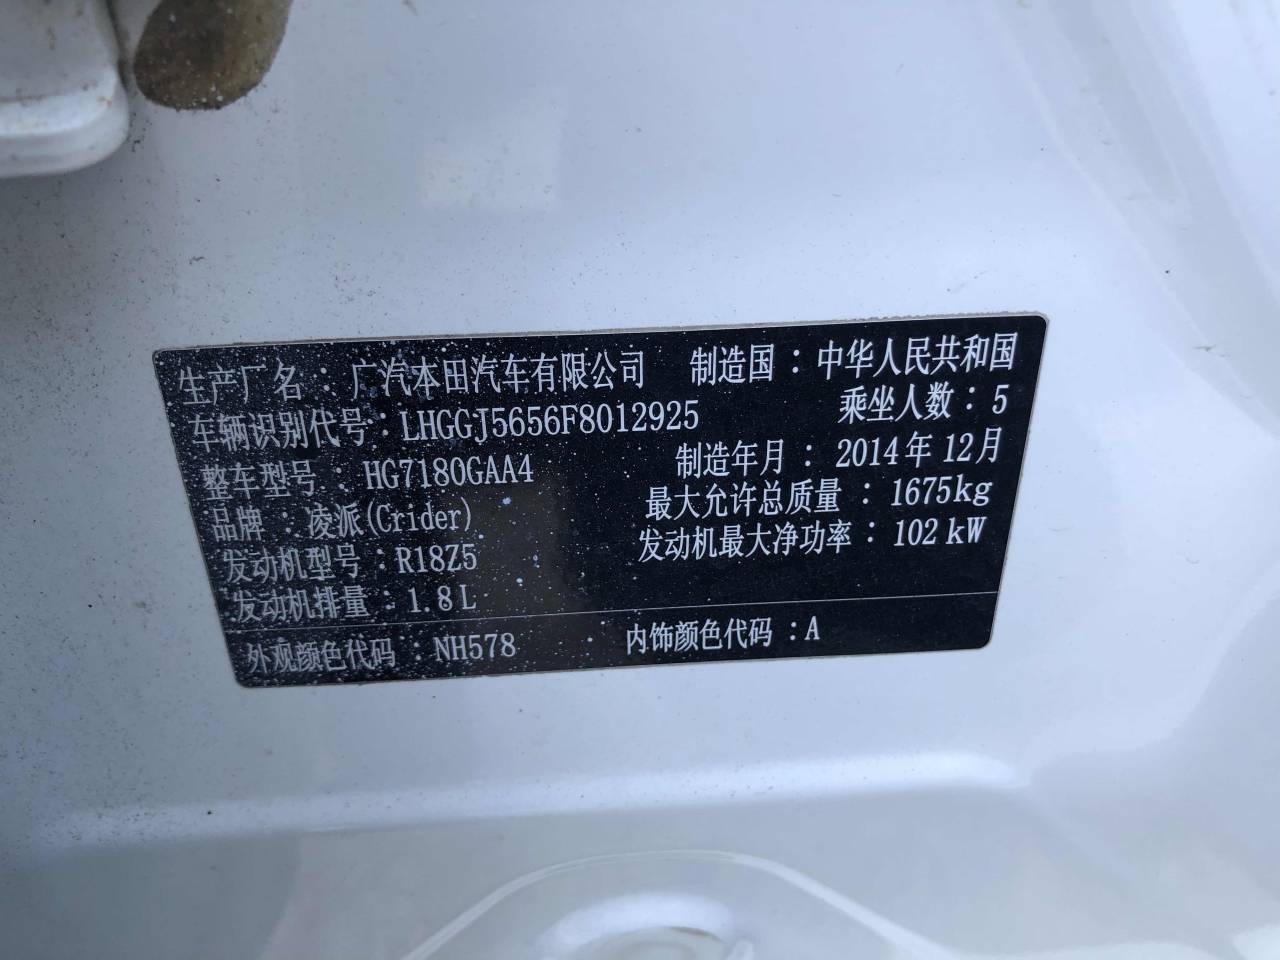 生产厂名：广汽本田汽车有限公司 制造国：中华人民共和国
车辆识别代号：LHGGJ5656F8012925 乘坐人数：5
整车型号：HG7180GAA4 制造年月：2014年12月
品牌：凌派(Crider) 最大允许总质量：1675kg
发动机型号：R18Z5 发动机最大净功率：102 kW
发动机排量：1.8L
外观颜色代码：NH578 内饰颜色代码：A